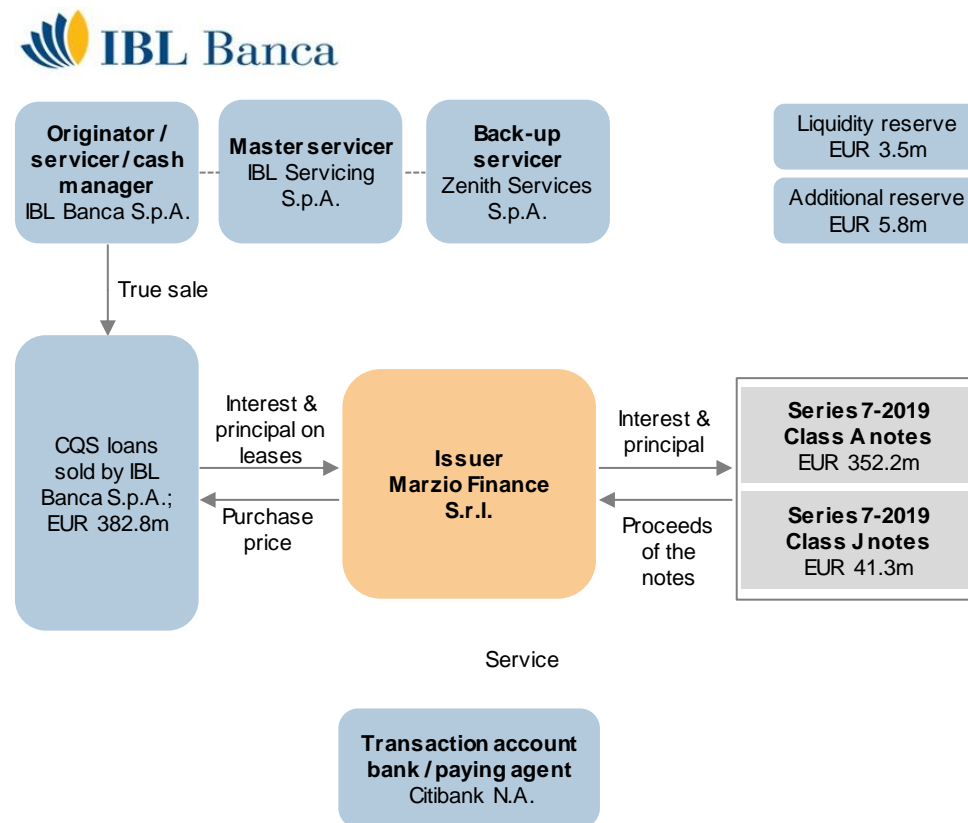 IBL Banca
Originator /
servicer / cash
manager
IBL Banca S.p.A.
Master servicer
IBL Servicing
S.p.A.
Back-up
servicer
Zenith Services
S.p.A.
Liquidity reserve
EUR 3.5m
Additional reserve
EUR 5.8m
True sale
CQS loans
sold by IBL
Banca S.p.A.;
EUR 382.8m
Interest &
principal on
leases
Purchase
price
Issuer
Marzio Finance
S.r.l.
Interest &
principal
Proceeds
of the
notes
Series 7-2019
Class A notes
EUR 352.2m
Series 7-2019
Class J notes
EUR 41.3m
Service
Transaction account
bank / paying agent
Citibank N.A.